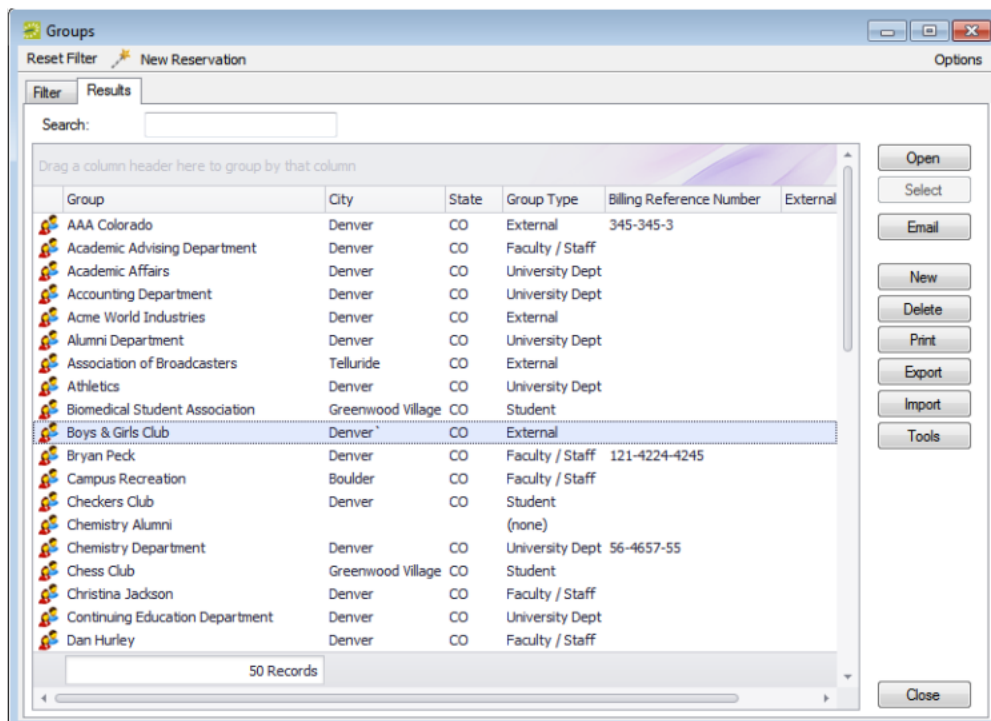 Groups
Reset Filter New Reservation Options
Filter Results
Search:
Drag a column header here to group by that column
Group City State Group Type Billing Reference Number External
AAA Colorado Denver CO External 345-345-3
Academic Advising Department Denver CO Faculty / Staff
Academic Affairs Denver CO University Dept
Accounting Department Denver CO University Dept
Acme World Industries Denver CO External
Alumni Department Denver CO University Dept
Association of Broadcasters Telluride CO External
Athletics Denver CO University Dept
Biomedical Student Association Greenwood Village CO Student
Boys & Girls Club Denver` CO External
Bryan Peck Denver CO Faculty / Staff 121-4224-4245
Campus Recreation Boulder CO Faculty / Staff
Checkers Club Denver CO Student
Chemistry Alumni (none)
Chemistry Department Denver CO University Dept 56-4657-55
Chess Club Greenwood Village CO Student
Christina Jackson Denver CO Faculty / Staff
Continuing Education Department Denver CO University Dept
Dan Hurley Denver CO Faculty / Staff
50 Records
Open
Select
Email
New
Delete
Print
Export
Import
Tools
Close